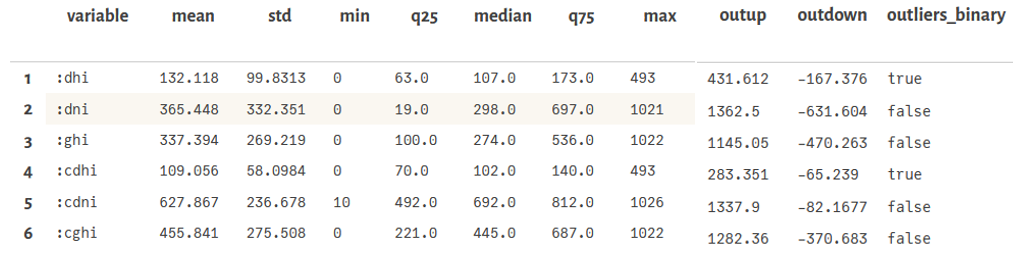 variable mean std min q25 median q75 max outup outdown outliers_binary
1 :dhi 132.118 99.8313 0 63.0 107.0 173.0 493 431.612 -167.376 true
2 :dni 365.448 332.351 0 19.0 298.0 697.0 1021 1362.5 -631.604 false
3 :ghi 337.394 269.219 0 100.0 274.0 536.0 1022 1145.05 -470.263 false
4 :cdhi 109.056 58.0984 0 70.0 102.0 140.0 493 283.351 -65.239 true
5 :cdni 627.867 236.678 10 492.0 692.0 812.0 1026 1337.9 -82.1677 false
6 :cghi 455.841 275.508 0 221.0 445.0 687.0 1022 1282.36 -370.683 false